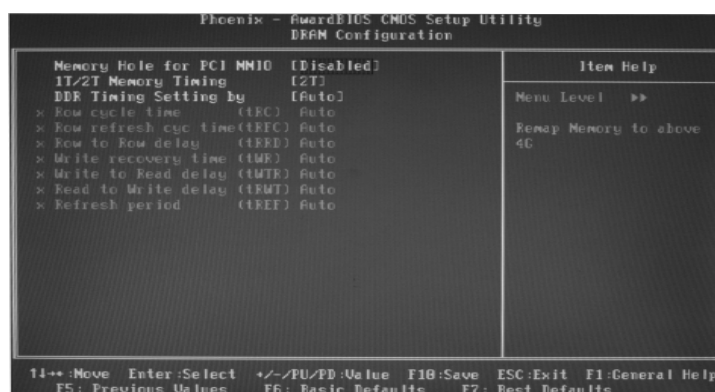 Phoenix - AwardBIOS CMOS Setup Utility
DRAM Configuration
Memory Hole for PCI MMIO [Disabled]
1T/2T Memory Timing [2T]
DDR Timing Setting by [Auto]
x Row cycle time (tRC) Auto
x Row refresh cyc time(tRFC) Auto
x Row to Row delay (tRRD) Auto
x Write recovery time (tWR) Auto
x Write to Read delay (tWTR) Auto
x Read to Write delay (tRWT) Auto
x Refresh period (tREF) Auto
Item Help
Menu Level ▸▸
Remap Memory to above
4G
↑↓→←:Move Enter:Select +/-/PU/PD:Value F10:Save ESC:Exit F1:General Help
F5: Previous Values F6: Basic Defaults F7: Best Defaults